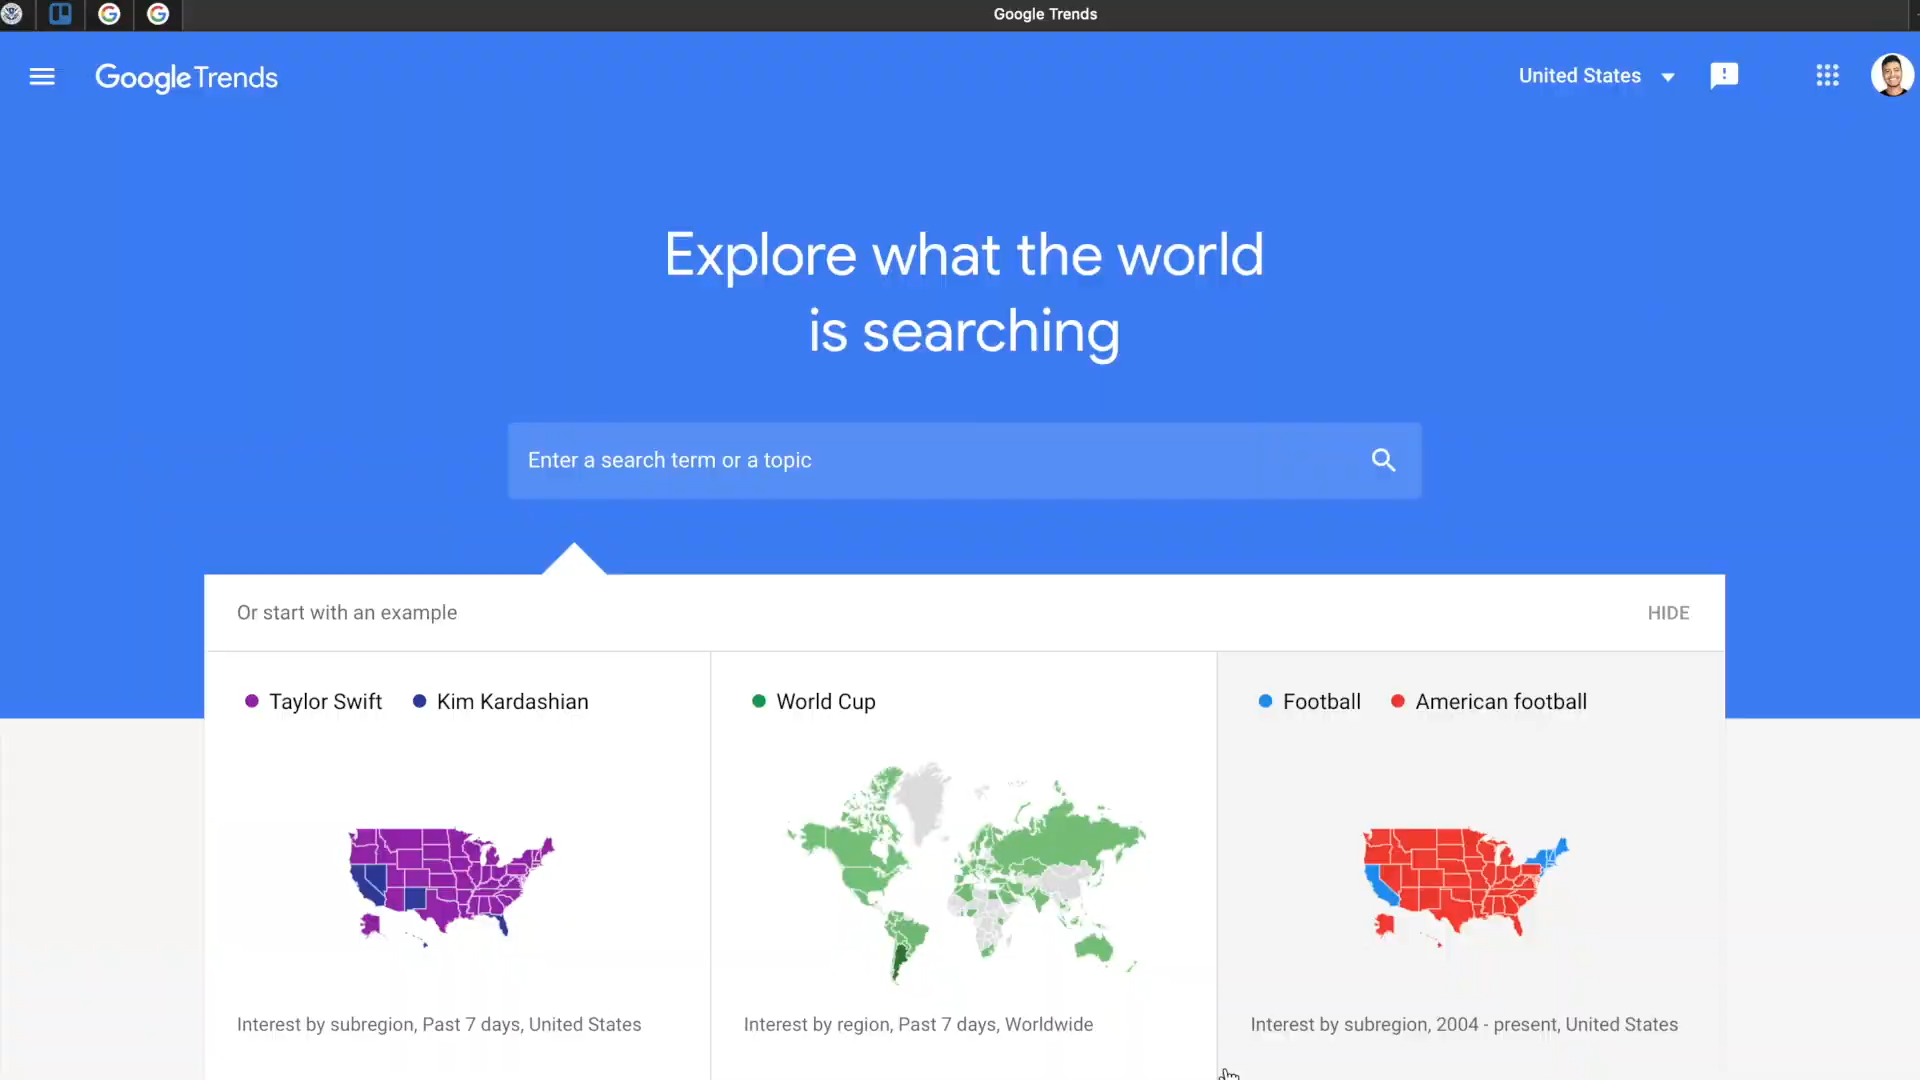 Google Trends
Google Trends
United States
Explore what the world
is searching
Enter a search term or a topic
Or start with an example
HIDE
Taylor Swift Kim Kardashian
World Cup
Football American football
Interest by subregion, Past 7 days, United States
Interest by region, Past 7 days, Worldwide
Interest by subregion, 2004 - present, United States